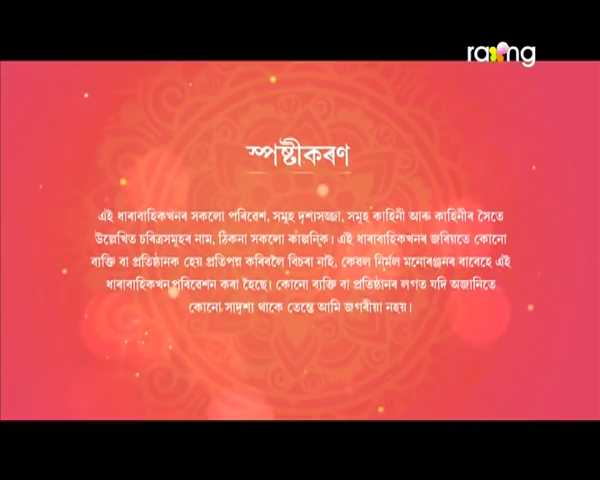 rang
স্পষ্টীকৰণ
এই ধাৰাবাহিকখনৰ সকলো পৰিৱেশ, সমূহ দৃশ্যসজ্জা, সমূহ কাহিনী আৰু কাহিনীৰ সৈতে
উল্লেখিত চৰিত্ৰসমূহৰ নাম, ঠিকনা সকলো কাল্পনিক। এই ধাৰাবাহিকখনৰ জৰিয়তে কোনো
ব্যক্তি বা প্ৰতিষ্ঠানক হেয় প্ৰতিপন্ন কৰিবলৈ বিচৰা নাই, কেৱল নিৰ্মল মনোৰঞ্জনৰ বাবেহে এই
ধাৰাবাহিকখন পৰিৱেশন কৰা হৈছে। কোনো ব্যক্তি বা প্ৰতিষ্ঠানৰ লগত যদি অজানিতে
কোনো সাদৃশ্য থাকে তেন্তে আমি জগৰীয়া নহয়।